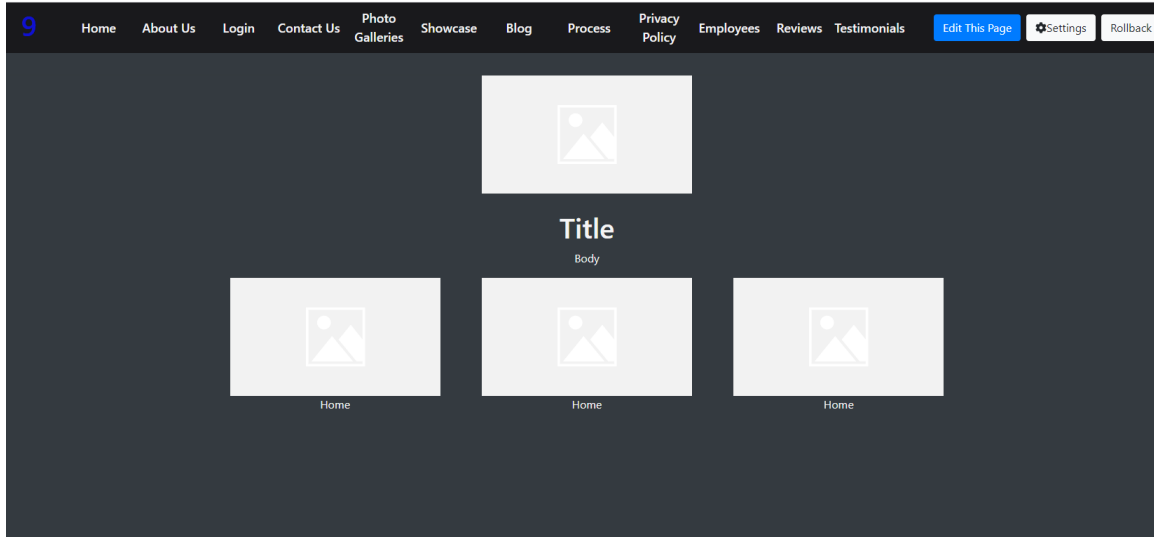 9
Home
About Us
Login
Contact Us
Photo
Galleries
Showcase
Blog
Process
Privacy
Policy
Employees
Reviews
Testimonials
Edit This Page
Settings
Rollback
Title
Body
Home
Home
Home